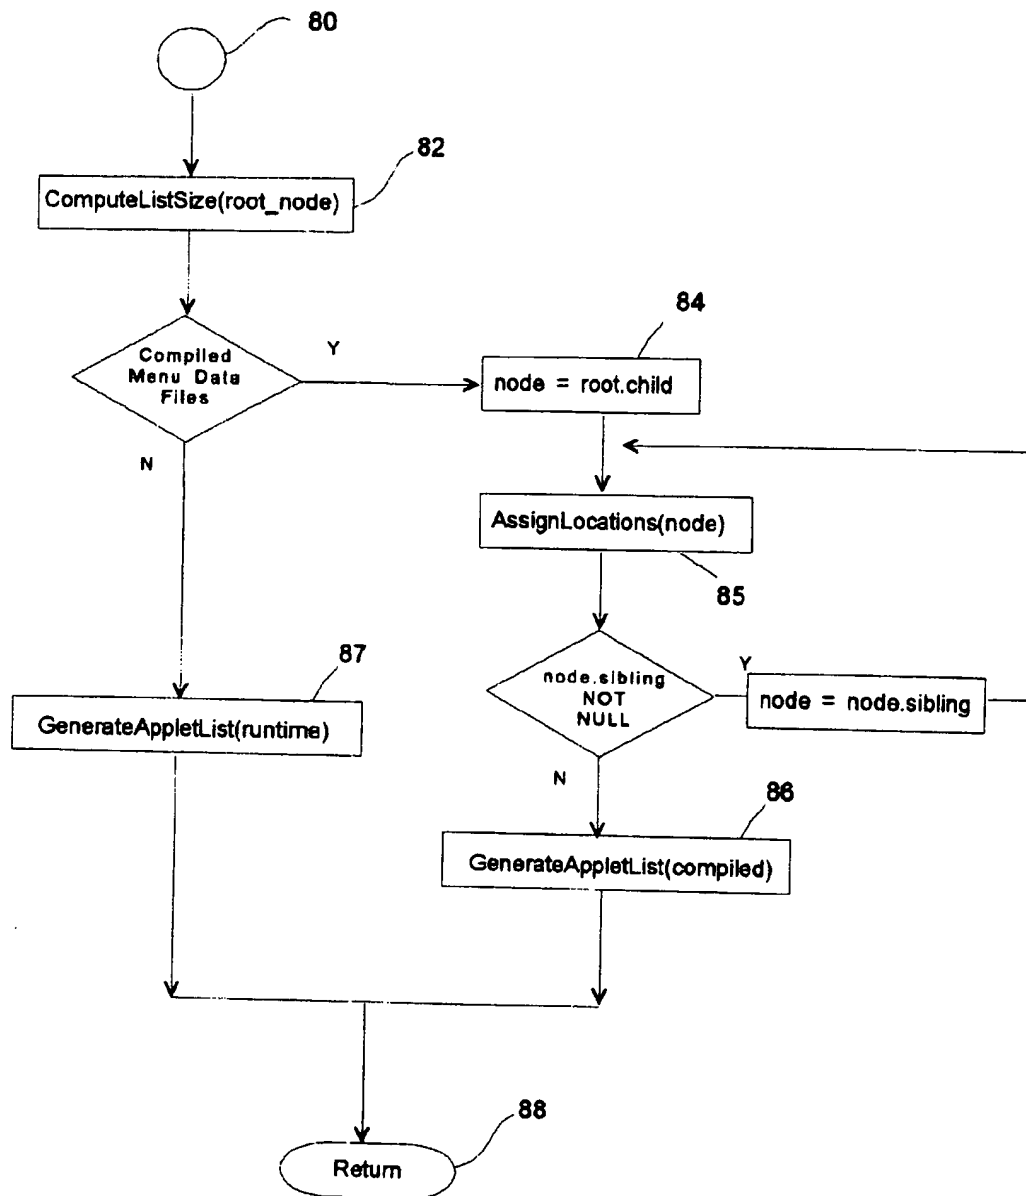 80
82
ComputeListSize(root_node)
84
Compiled
Menu Data
Files
Y
node = root.child
N
AssignLocations(node)
85
87
node.sibling
NOT
NULL
Y
node = node.sibling
GenerateAppletList(runtime)
N
86
GenerateAppletList(compiled)
88
Return